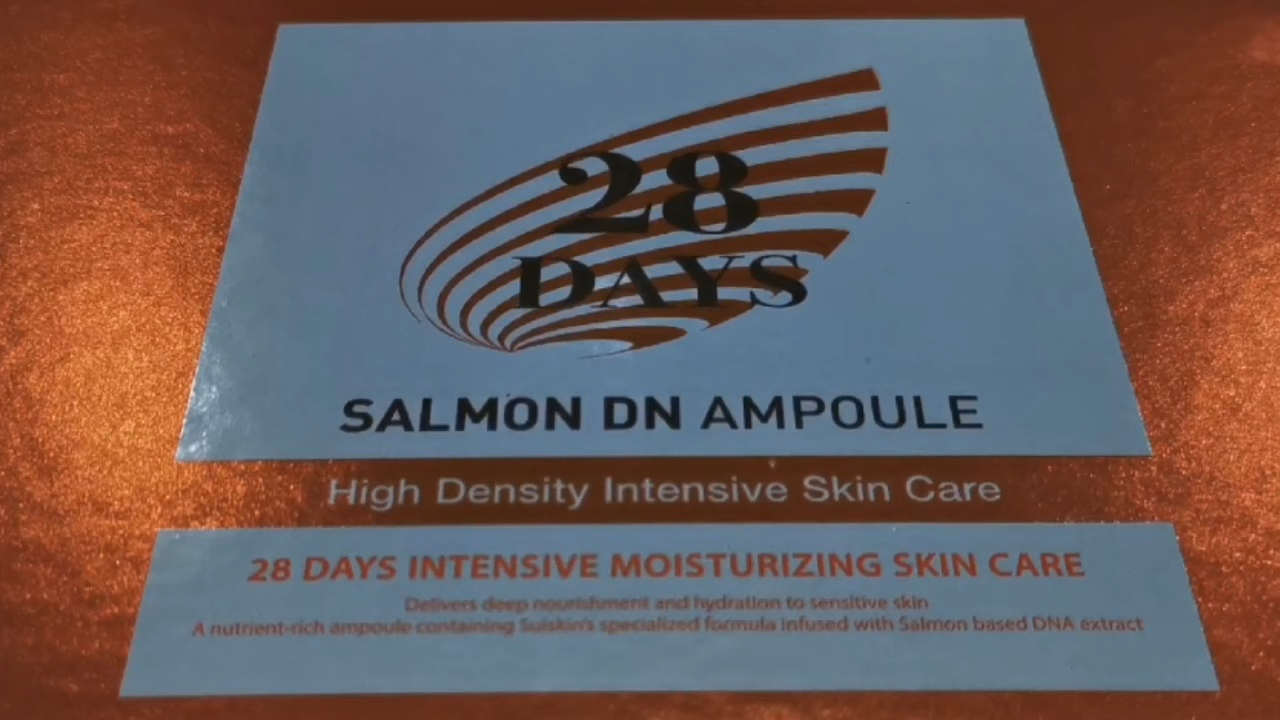 28
DAYS
SALMON DN AMPOULE
High Density Intensive Skin Care
28 DAYS INTENSIVE MOISTURIZING SKIN CARE
Delivers deep nourishment and hydration to sensitive skin
A nutrient-rich ampoule containing Suiskin's specialized formula infused with Salmon based DNA extract